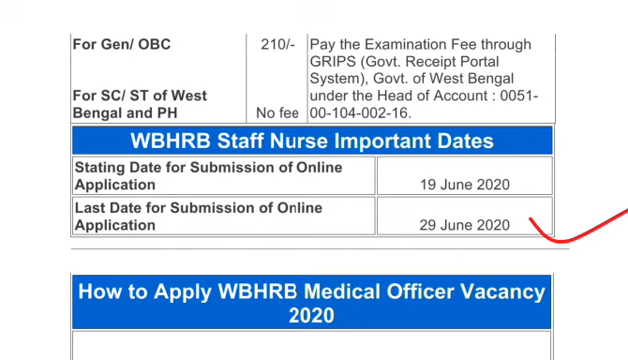 For Gen/ OBC
210/-
Pay the Examination Fee through
GRIPS (Govt. Receipt Portal
System), Govt. of West Bengal
For SC/ ST of West
under the Head of Account : 0051-
Bengal and PH
No fee
00-104-002-16.
WBHRB Staff Nurse Important Dates
Stating Date for Submission of Online
Application
19 June 2020
Last Date for Submission of Online
Application
29 June 2020
How to Apply WBHRB Medical Officer Vacancy
2020